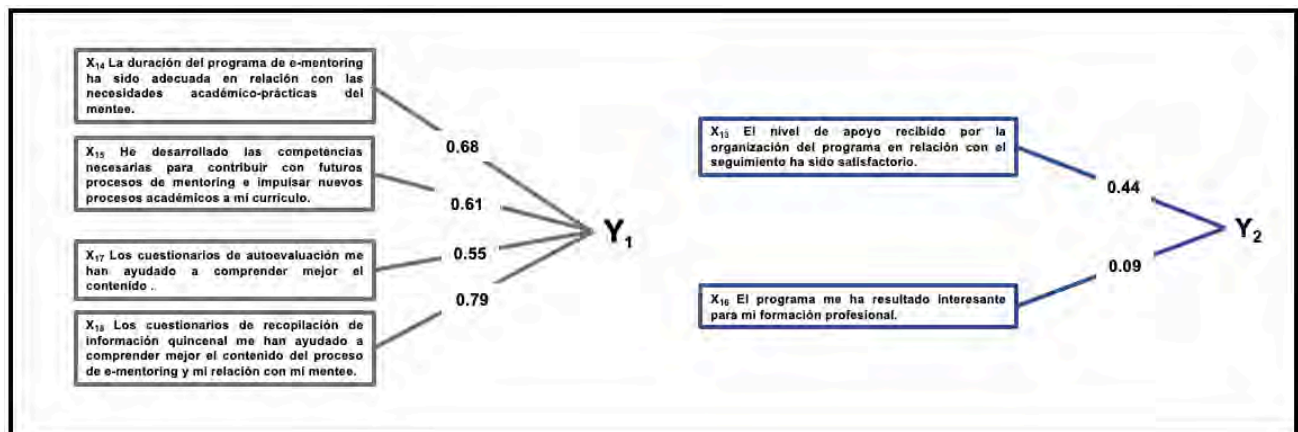 X14 La duración del programa de e-mentoring
ha sido adecuada en relación con las
necesidades académico-prácticas del
mentee.
0.68
X15 He desarrollado las competencias
necesarias para contribuir con futuros
procesos de mentoring e impulsar nuevos
procesos académicos a mi currículo.
0.61
X17 Los cuestionarios de autoevaluación me
han ayudado a comprender mejor el
contenido .
0.55
X18 Los cuestionarios de recopilación de
información quincenal me han ayudado a
comprender mejor el contenido del proceso
de e-mentoring y mi relación con mi mentee.
0.79
Y1
X13 El nivel de apoyo recibido por la
organización del programa en relación con el
seguimiento ha sido satisfactorio.
0.44
X16 El programa me ha resultado interesante
para mi formación profesional.
0.09
Y2